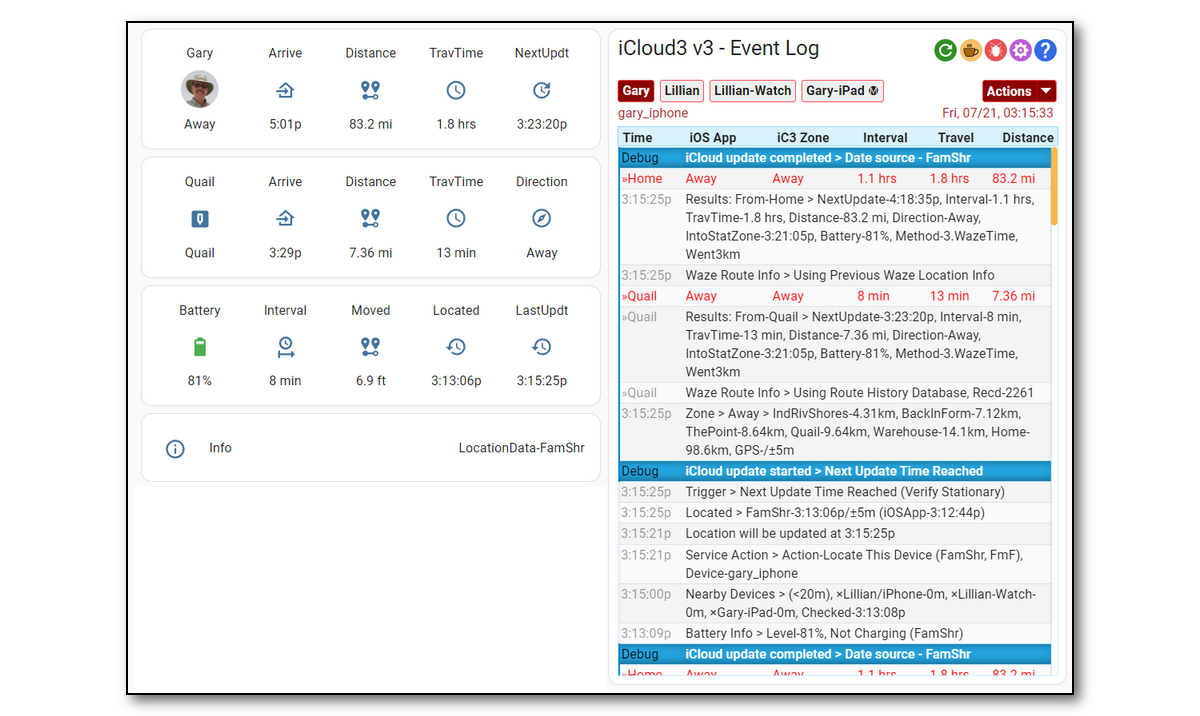 Gary Arrive Distance TravTime NextUpdt
Away 5:01p 83.2 mi 1.8 hrs 3:23:20p
Quail Arrive Distance TravTime Direction
Quail 3:29p 7.36 mi 13 min Away
Battery Interval Moved Located LastUpdt
81% 8 min 6.9 ft 3:13:06p 3:15:25p
Info LocationData-FamShr
iCloud3 v3 - Event Log
Gary Lillian Lillian-Watch Gary-iPad Ⓜ Actions
gary_iphone Fri, 07/21, 03:15:33
Time iOS App iC3 Zone Interval Travel Distance
Debug iCloud update completed > Date source - FamShr
»Home Away Away 1.1 hrs 1.8 hrs 83.2 mi
3:15:25p Results: From-Home > NextUpdate-4:18:35p, Interval-1.1 hrs,
TravTime-1.8 hrs, Distance-83.2 mi, Direction-Away,
IntoStatZone-3:21:05p, Battery-81%, Method-3.WazeTime,
Went3km
3:15:25p Waze Route Info > Using Previous Waze Location Info
»Quail Away Away 8 min 13 min 7.36 mi
»Quail Results: From-Quail > NextUpdate-3:23:20p, Interval-8 min,
TravTime-13 min, Distance-7.36 mi, Direction-Away,
IntoStatZone-3:21:05p, Battery-81%, Method-3.WazeTime,
Went3km
»Quail Waze Route Info > Using Route History Database, Recd-2261
3:15:25p Zone > Away > IndRivShores-4.31km, BackInForm-7.12km,
ThePoint-8.64km, Quail-9.64km, Warehouse-14.1km, Home-
98.6km, GPS-/±5m
Debug iCloud update started > Next Update Time Reached
3:15:25p Trigger > Next Update Time Reached (Verify Stationary)
3:15:25p Located > FamShr-3:13:06p/±5m (iOSApp-3:12:44p)
3:15:21p Location will be updated at 3:15:25p
3:15:21p Service Action > Action-Locate This Device (FamShr, FmF),
Device-gary_iphone
3:15:00p Nearby Devices > (<20m), ×Lillian/iPhone-0m, ×Lillian-Watch-
0m, ×Gary-iPad-0m, Checked-3:13:08p
3:13:09p Battery Info > Level-81%, Not Charging (FamShr)
Debug iCloud update completed > Date source - FamShr
»Home Away Away 1.1 hrs 1.8 hrs 83.2 mi